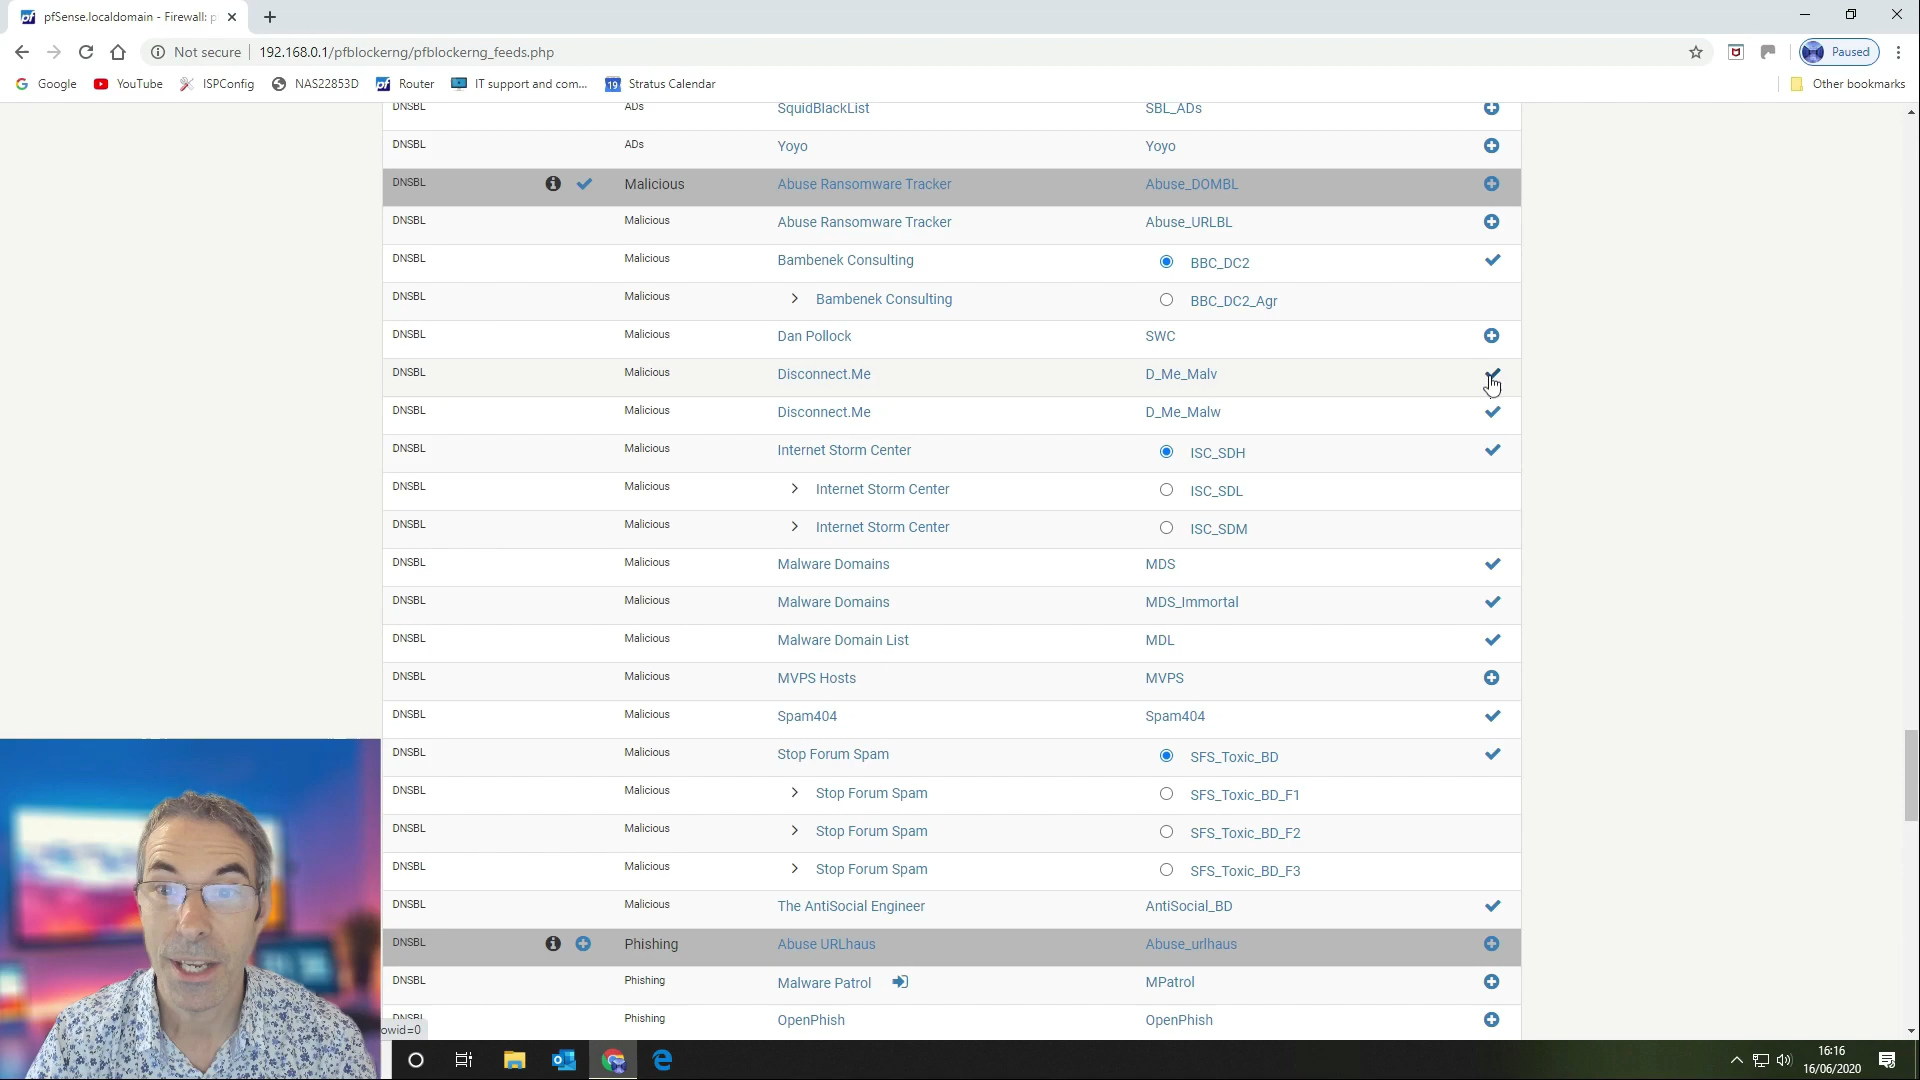 pfSense.localdomain - Firewall: p
Not secure 192.168.0.1/pfblockerng/pfblockerng_feeds.php Paused
Google YouTube ISPConfig NAS22853D Router IT support and com... 19 Stratus Calendar Other bookmarks
DNSBL ADs SquidBlackList SBL_ADs
DNSBL ADs Yoyo Yoyo
DNSBL Malicious Abuse Ransomware Tracker Abuse_DOMBL
DNSBL Malicious Abuse Ransomware Tracker Abuse_URLBL
DNSBL Malicious Bambenek Consulting BBC_DC2
DNSBL Malicious Bambenek Consulting BBC_DC2_Agr
DNSBL Malicious Dan Pollock SWC
DNSBL Malicious Disconnect.Me D_Me_Malv
DNSBL Malicious Disconnect.Me D_Me_Malw
DNSBL Malicious Internet Storm Center ISC_SDH
DNSBL Malicious Internet Storm Center ISC_SDL
DNSBL Malicious Internet Storm Center ISC_SDM
DNSBL Malicious Malware Domains MDS
DNSBL Malicious Malware Domains MDS_Immortal
DNSBL Malicious Malware Domain List MDL
DNSBL Malicious MVPS Hosts MVPS
DNSBL Malicious Spam404 Spam404
DNSBL Malicious Stop Forum Spam SFS_Toxic_BD
DNSBL Malicious Stop Forum Spam SFS_Toxic_BD_F1
DNSBL Malicious Stop Forum Spam SFS_Toxic_BD_F2
DNSBL Malicious Stop Forum Spam SFS_Toxic_BD_F3
DNSBL Malicious The AntiSocial Engineer AntiSocial_BD
DNSBL Phishing Abuse URLhaus Abuse_urlhaus
DNSBL Phishing Malware Patrol MPatrol
DNSBL Phishing OpenPhish OpenPhish
owid=0
16:16
16/06/2020